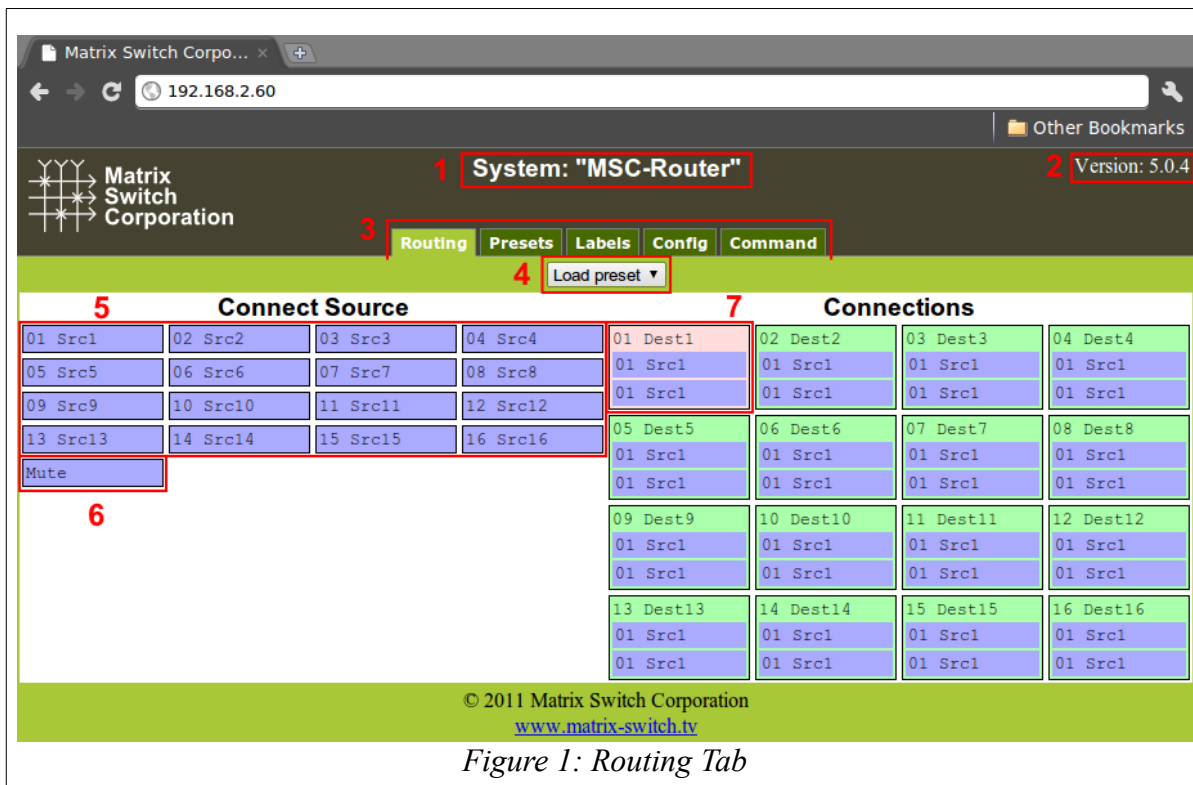 Matrix Switch Corpo... ×
192.168.2.60
Other Bookmarks
Matrix
Switch
Corporation
1 System: "MSC-Router"
2 Version: 5.0.4
3 Routing Presets Labels Config Command
4 Load preset ▼
5 Connect Source
7 Connections
01 Src1 02 Src2 03 Src3 04 Src4
05 Src5 06 Src6 07 Src7 08 Src8
09 Src9 10 Src10 11 Src11 12 Src12
13 Src13 14 Src14 15 Src15 16 Src16
Mute
6
01 Dest1 02 Dest2 03 Dest3 04 Dest4
01 Src1 01 Src1 01 Src1 01 Src1
01 Src1 01 Src1 01 Src1 01 Src1
05 Dest5 06 Dest6 07 Dest7 08 Dest8
01 Src1 01 Src1 01 Src1 01 Src1
01 Src1 01 Src1 01 Src1 01 Src1
09 Dest9 10 Dest10 11 Dest11 12 Dest12
01 Src1 01 Src1 01 Src1 01 Src1
01 Src1 01 Src1 01 Src1 01 Src1
13 Dest13 14 Dest14 15 Dest15 16 Dest16
01 Src1 01 Src1 01 Src1 01 Src1
01 Src1 01 Src1 01 Src1 01 Src1
© 2011 Matrix Switch Corporation
www.matrix-switch.tv
Figure 1: Routing Tab